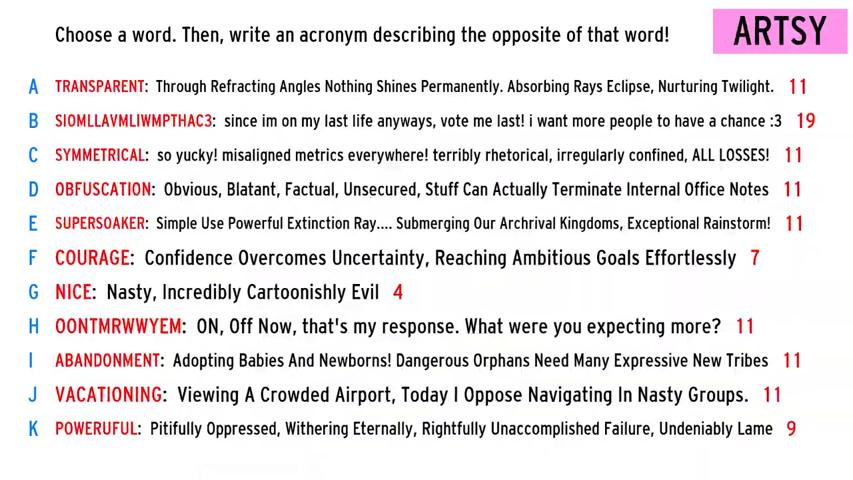 Choose a word. Then, write an acronym describing the opposite of that word!
ARTSY
A TRANSPARENT: Through Refracting Angles Nothing Shines Permanently. Absorbing Rays Eclipse, Nurturing Twilight. 11
B SIOMLLAVMLIWMPTHAC3: since im on my last life anyways, vote me last! i want more people to have a chance :3 19
C SYMMETRICAL: so yucky! misaligned metrics everywhere! terribly rhetorical, irregularly confined, ALL LOSSES! 11
D OBFUSCATION: Obvious, Blatant, Factual, Unsecured, Stuff Can Actually Terminate Internal Office Notes 11
E SUPERSOAKER: Simple Use Powerful Extinction Ray.... Submerging Our Archrival Kingdoms, Exceptional Rainstorm! 11
F COURAGE: Confidence Overcomes Uncertainty, Reaching Ambitious Goals Effortlessly 7
G NICE: Nasty, Incredibly Cartoonishly Evil 4
H OONTMRWWYEM: ON, Off Now, that's my response. What were you expecting more? 11
I ABANDONMENT: Adopting Babies And Newborns! Dangerous Orphans Need Many Expressive New Tribes 11
J VACATIONING: Viewing A Crowded Airport, Today I Oppose Navigating In Nasty Groups. 11
K POWERUFUL: Pitifully Oppressed, Withering Eternally, Rightfully Unaccomplished Failure, Undeniably Lame 9